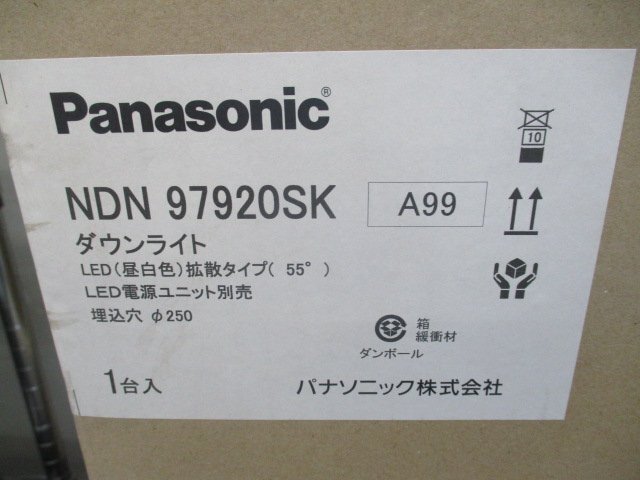 Panasonic®
NDN 97920SK A99
ダウンライト
LED(昼白色)拡散タイプ( 55° )
LED電源ユニット別売
埋込穴 φ250
1台入
10
箱
緩衝材
ダンボール
パナソニック株式会社